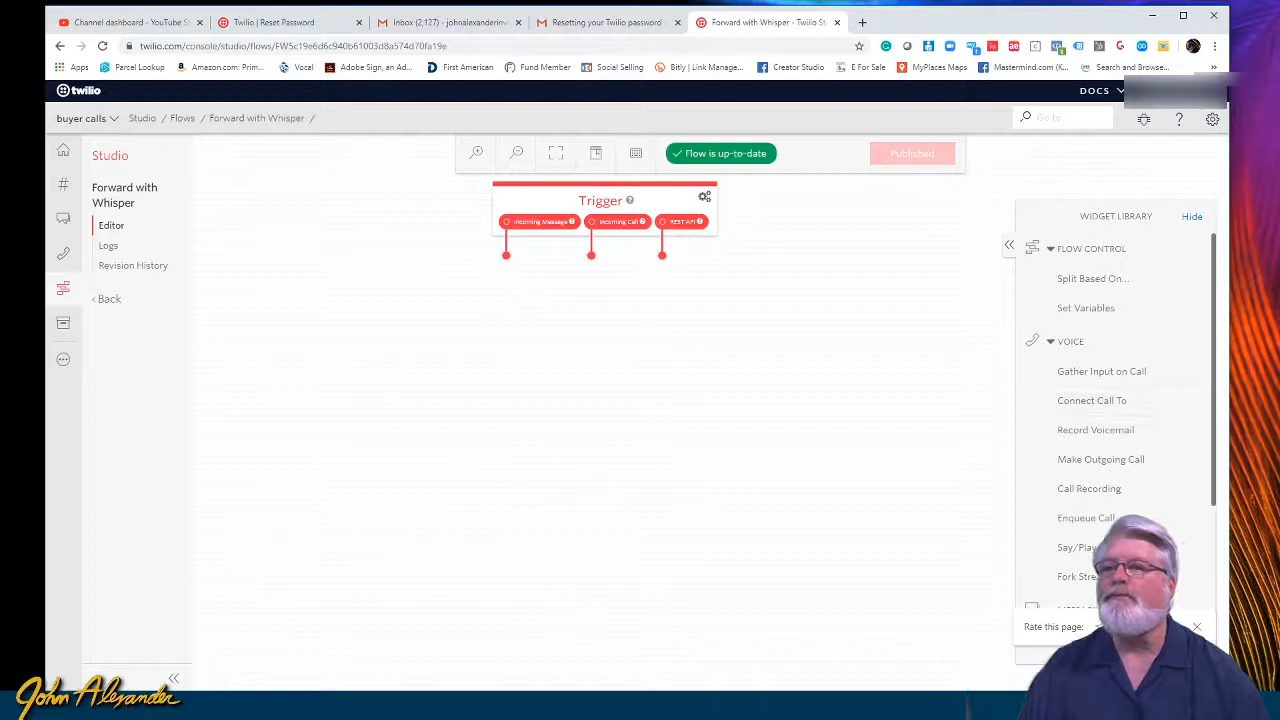 Channel dashboard - YouTube St
Twilio | Reset Password
Inbox (2,127) - johnalexanderinv
Resetting your Twilio password -
Forward with Whisper - Twilio St
twilio.com/console/studio/flows/FW5c1968d6c940b61003d8a574d70fa19e
Apps
Parcel Lookup
Amazon.com: Prime...
Vocal
Adobe Sign, an Ad...
First American
Fund Member
Social Selling
Bitly | Link Manage...
Creator Studio
E For Sale
MyPlaces Maps
Mastermind.com (K...
Search and Browse...
twilio
DOCS
buyer calls
Studio / Flows / Forward with Whisper /
Go to
Studio
Forward with
Whisper
Editor
Logs
Revision History
Back
Flow is up-to-date
Published
Trigger
Incoming Message
Incoming Call
REST API
WIDGET LIBRARY
Hide
FLOW CONTROL
Split Based On...
Set Variables
VOICE
Gather Input on Call
Connect Call To
Record Voicemail
Make Outgoing Call
Call Recording
Enqueue Call
Say/Play
Fork Stre
Rate this page:
John Alexander